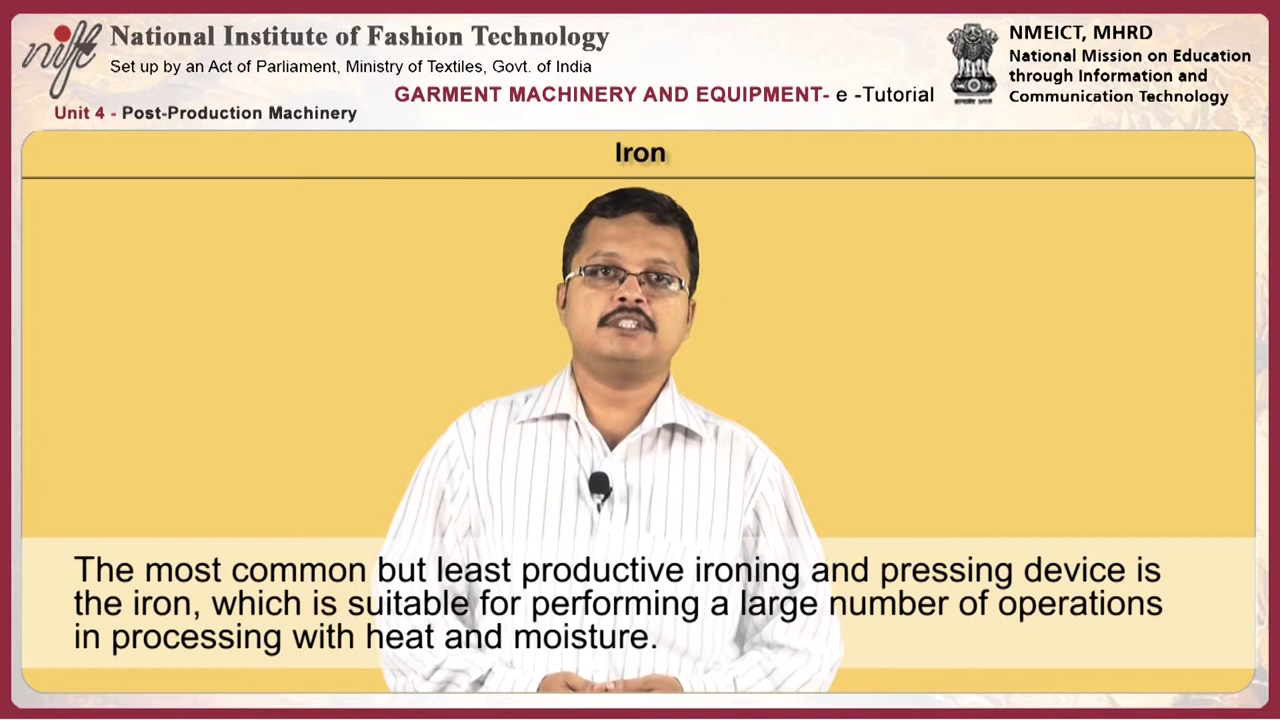 nift
National Institute of Fashion Technology
Set up by an Act of Parliament, Ministry of Textiles, Govt. of India
GARMENT MACHINERY AND EQUIPMENT- e -Tutorial
Unit 4 - Post-Production Machinery
NMEICT, MHRD
National Mission on Education
through Information and
Communication Technology
Iron
The most common but least productive ironing and pressing device is
the iron, which is suitable for performing a large number of operations
in processing with heat and moisture.